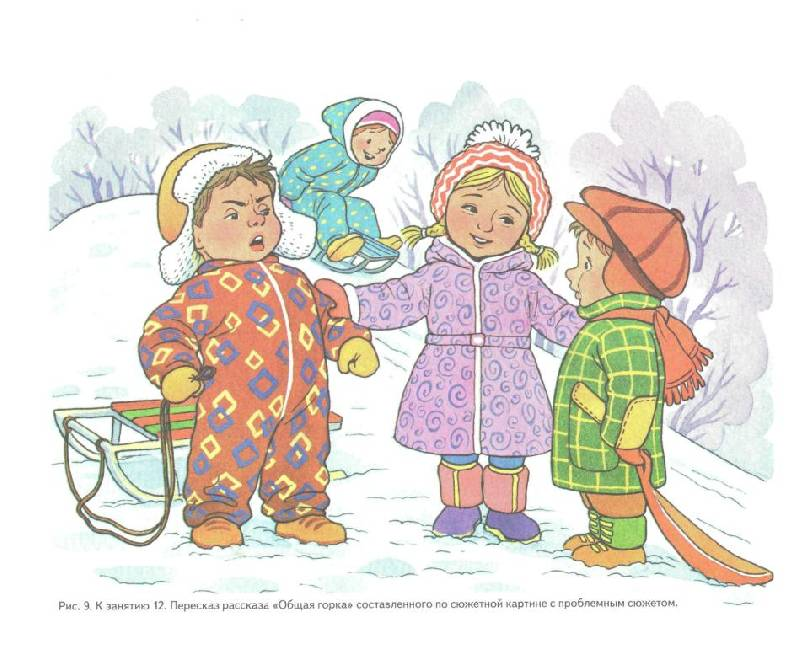 Рис. 9. К занятию 12. Пересказ рассказа «Общая горка» составленного по сюжетной картине с проблемным сюжетом.